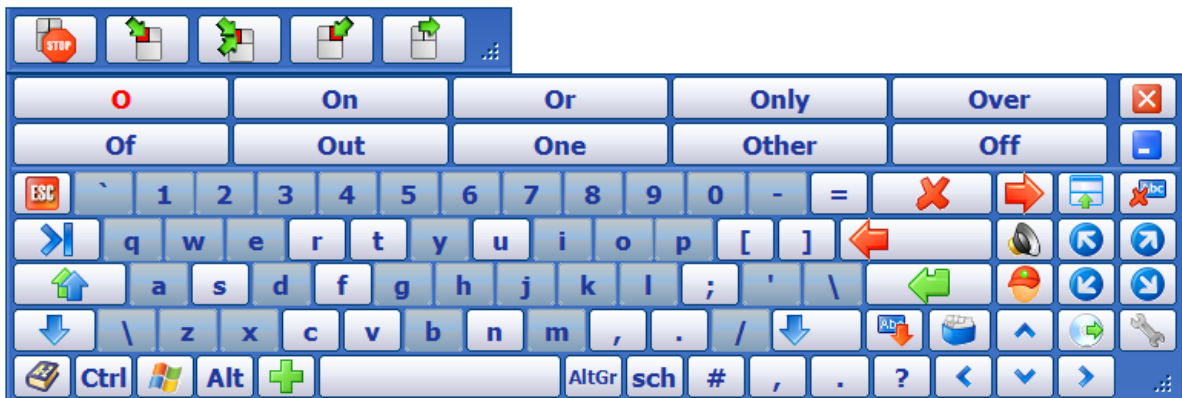 STOP
O On Or Only Over
Of Out One Other Off
ESC ` 1 2 3 4 5 6 7 8 9 0 - = Abc
q w e r t y u i o p [ ]
a s d f g h j k l ; ' \
\ z x c v b n m , . / Abc
Ctrl Alt AltGr sch # , . ?